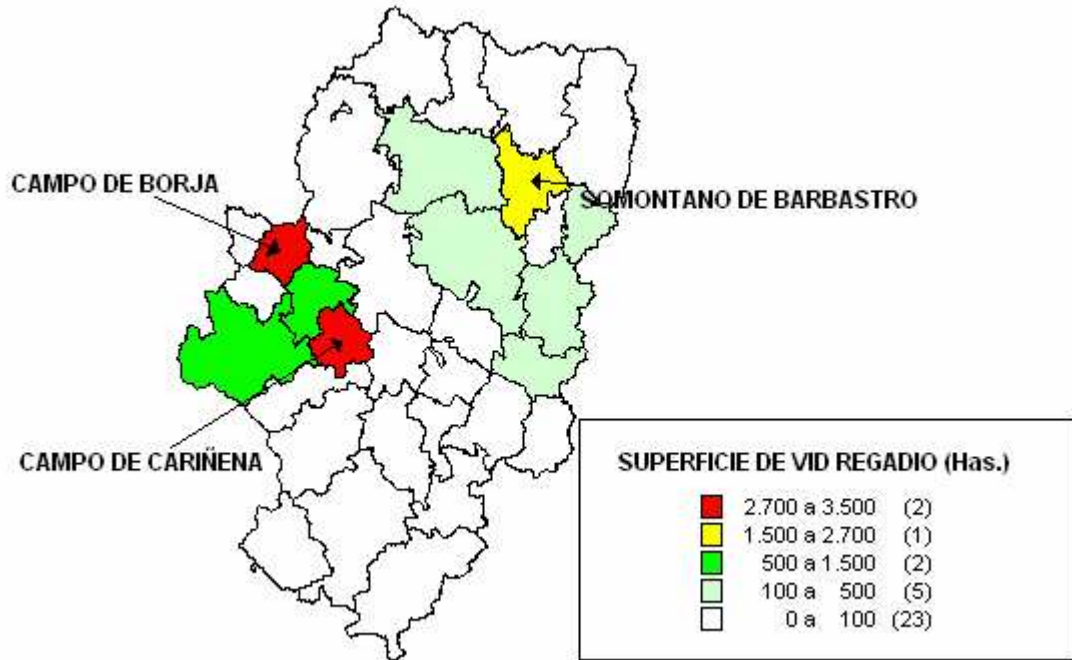 CAMPO DE BORJA
SOMONTANO DE BARBASTRO
CAMPO DE CARIÑENA
SUPERFICIE DE VID REGADIO (Has.)
2.700 a 3.500 (2)
1.500 a 2.700 (1)
500 a 1.500 (2)
100 a 500 (5)
0 a 100 (23)